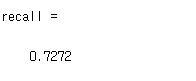 recall =
0.7272